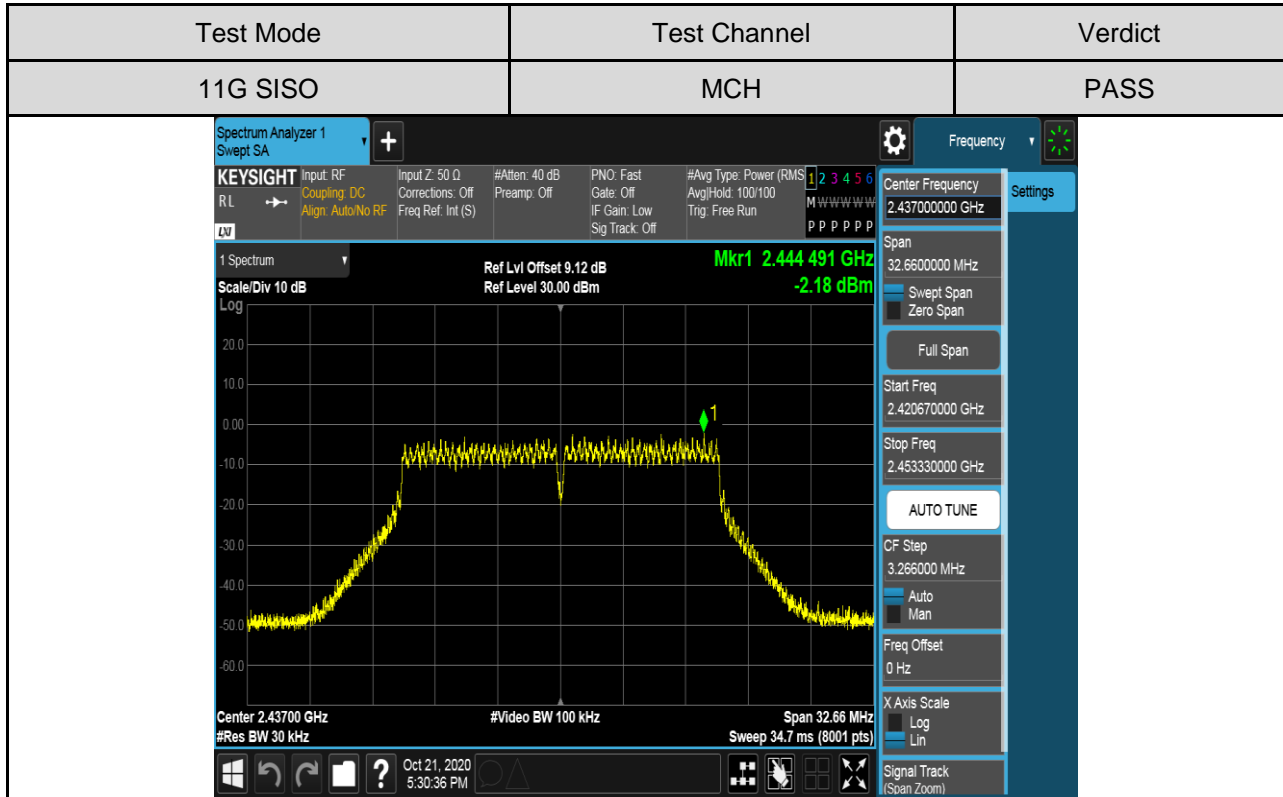 Test Mode Test Channel Verdict
11G SISO MCH PASS
Spectrum Analyzer 1
Swept SA
+
Frequency
KEYSIGHT
RL
LXI
Input: RF
Coupling: DC
Align: Auto/No RF
Input Z: 50 Ω
Corrections: Off
Freq Ref: Int (S)
#Atten: 40 dB
Preamp: Off
PNO: Fast
Gate: Off
IF Gain: Low
Sig Track: Off
#Avg Type: Power (RMS
Avg|Hold: 100/100
Trig: Free Run
1 2 3 4 5 6
M W W W W W
P P P P P P
1 Spectrum
Scale/Div 10 dB
Ref Lvl Offset 9.12 dB
Ref Level 30.00 dBm
Mkr1 2.444 491 GHz
-2.18 dBm
Log
20.0
10.0
0.00
-10.0
-20.0
-30.0
-40.0
-50.0
-60.0
1
Center 2.43700 GHz
#Res BW 30 kHz
#Video BW 100 kHz
Span 32.66 MHz
Sweep 34.7 ms (8001 pts)
?
Oct 21, 2020
5:30:36 PM
Center Frequency
2.437000000 GHz
Settings
Span
32.6600000 MHz
Swept Span
Zero Span
Full Span
Start Freq
2.420670000 GHz
Stop Freq
2.453330000 GHz
AUTO TUNE
CF Step
3.266000 MHz
Auto
Man
Freq Offset
0 Hz
X Axis Scale
Log
Lin
Signal Track
(Span Zoom)